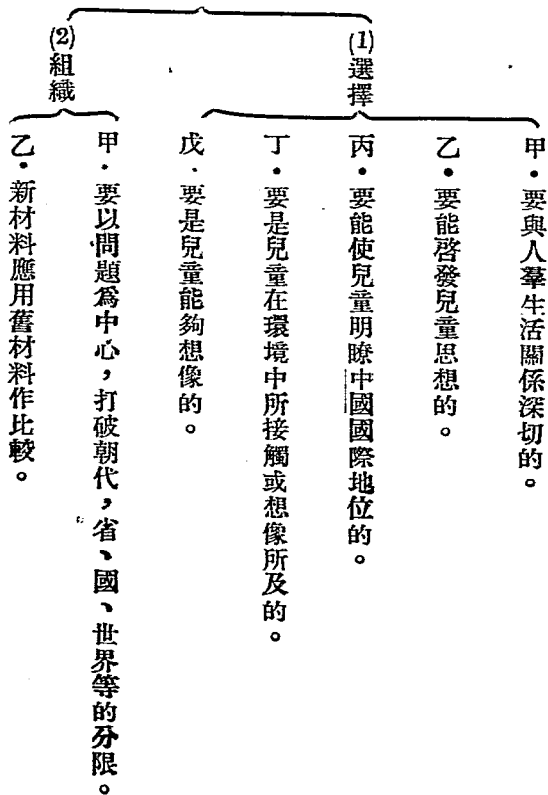 (1)選擇
甲．要與人羣生活關係深切的。
乙．要能啓發兒童思想的。
丙．要能使兒童明瞭中國國際地位的。
丁．要是兒童在環境中所接觸或想像所及的。
戊．要是兒童能夠想像的。
(2)組織
甲．要以問題爲中心，打破朝代，省、國、世界等的分限。
乙．新材料應用舊材料作比較。